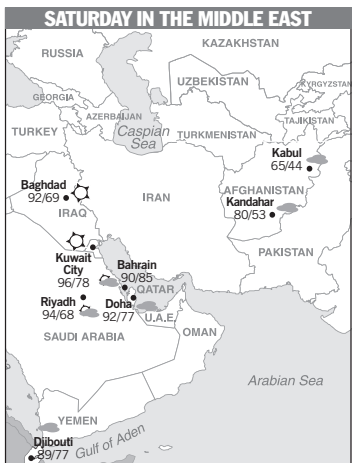 SATURDAY IN THE MIDDLE EAST
RUSSIA
KAZAKHSTAN
UZBEKISTAN
KYRGYZSTAN
GEORGIA
AZERBAIJAN
TAJIKISTAN
TURKEY
Caspian
Sea
TURKMENISTAN
Kabul
65/44
Baghdad
92/69
IRAQ
IRAN
AFGHANISTAN
Kandahar
80/53
PAKISTAN
Kuwait
City
96/78
Bahrain
90/85
QATAR
Riyadh
94/68
Doha
92/77
U.A.E.
SAUDI ARABIA
OMAN
Arabian Sea
YEMEN
Djibouti
89/77
Gulf of Aden